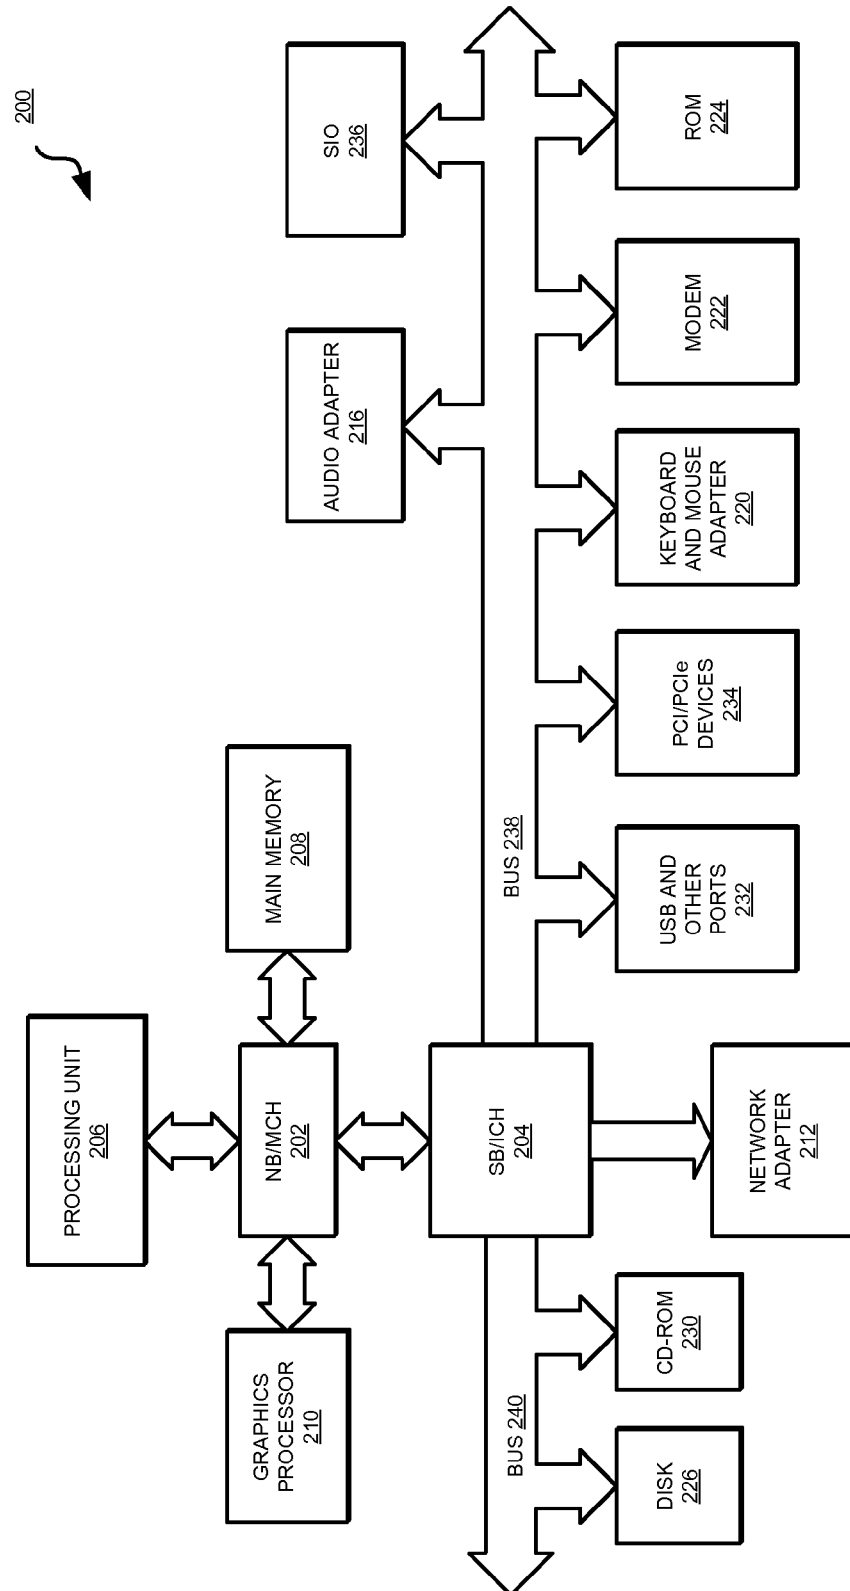 200
PROCESSING UNIT
206
GRAPHICS
PROCESSOR
210
NB/MCH
202
MAIN MEMORY
208
AUDIO ADAPTER
216
SIO
236
SB/ICH
204
BUS 240
BUS 238
DISK
226
CD-ROM
230
NETWORK
ADAPTER
212
USB AND
OTHER
PORTS
232
PCI/PCIe
DEVICES
234
KEYBOARD
AND MOUSE
ADAPTER
220
MODEM
222
ROM
224